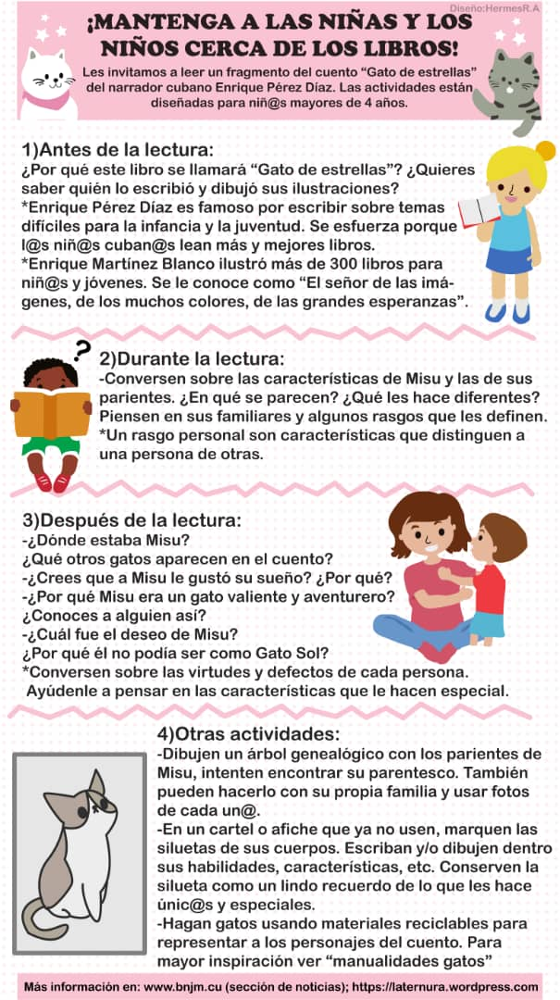 Diseño:HermesR.A
¡MANTENGA A LAS NIÑAS Y LOS
NIÑOS CERCA DE LOS LIBROS!
Les invitamos a leer un fragmento del cuento “Gato de estrellas”
del narrador cubano Enrique Pérez Díaz. Las actividades están
diseñadas para niñ@s mayores de 4 años.
1)Antes de la lectura:
¿Por qué este libro se llamará “Gato de estrellas”? ¿Quieres
saber quién lo escribió y dibujó sus ilustraciones?
*Enrique Pérez Díaz es famoso por escribir sobre temas
difíciles para la infancia y la juventud. Se esfuerza porque
l@s niñ@s cuban@s lean más y mejores libros.
*Enrique Martínez Blanco ilustró más de 300 libros para
niñ@s y jóvenes. Se le conoce como “El señor de las imá-
genes, de los muchos colores, de las grandes esperanzas”.
?
2)Durante la lectura:
-Conversen sobre las características de Misu y las de sus
parientes. ¿En qué se parecen? ¿Qué les hace diferentes?
Piensen en sus familiares y algunos rasgos que les definen.
*Un rasgo personal son características que distinguen a
una persona de otras.
3)Después de la lectura:
-¿Dónde estaba Misu?
¿Qué otros gatos aparecen en el cuento?
-¿Crees que a Misu le gustó su sueño? ¿Por qué?
-¿Por qué Misu era un gato valiente y aventurero?
¿Conoces a alguien así?
-¿Cuál fue el deseo de Misu?
¿Por qué él no podía ser como Gato Sol?
*Conversen sobre las virtudes y defectos de cada persona.
Ayúdenle a pensar en las características que le hacen especial.
4)Otras actividades:
-Dibujen un árbol genealógico con los parientes de
Misu, intenten encontrar su parentesco. También
pueden hacerlo con su propia familia y usar fotos
de cada un@.
-En un cartel o afiche que ya no usen, marquen las
siluetas de sus cuerpos. Escriban y/o dibujen dentro
sus habilidades, características, etc. Conserven la
silueta como un lindo recuerdo de lo que les hace
únic@s y especiales.
-Hagan gatos usando materiales reciclables para
representar a los personajes del cuento. Para
mayor inspiración ver “manualidades gatos”
Más información en: www.bnjm.cu (sección de noticias); https://laternura.wordpress.com